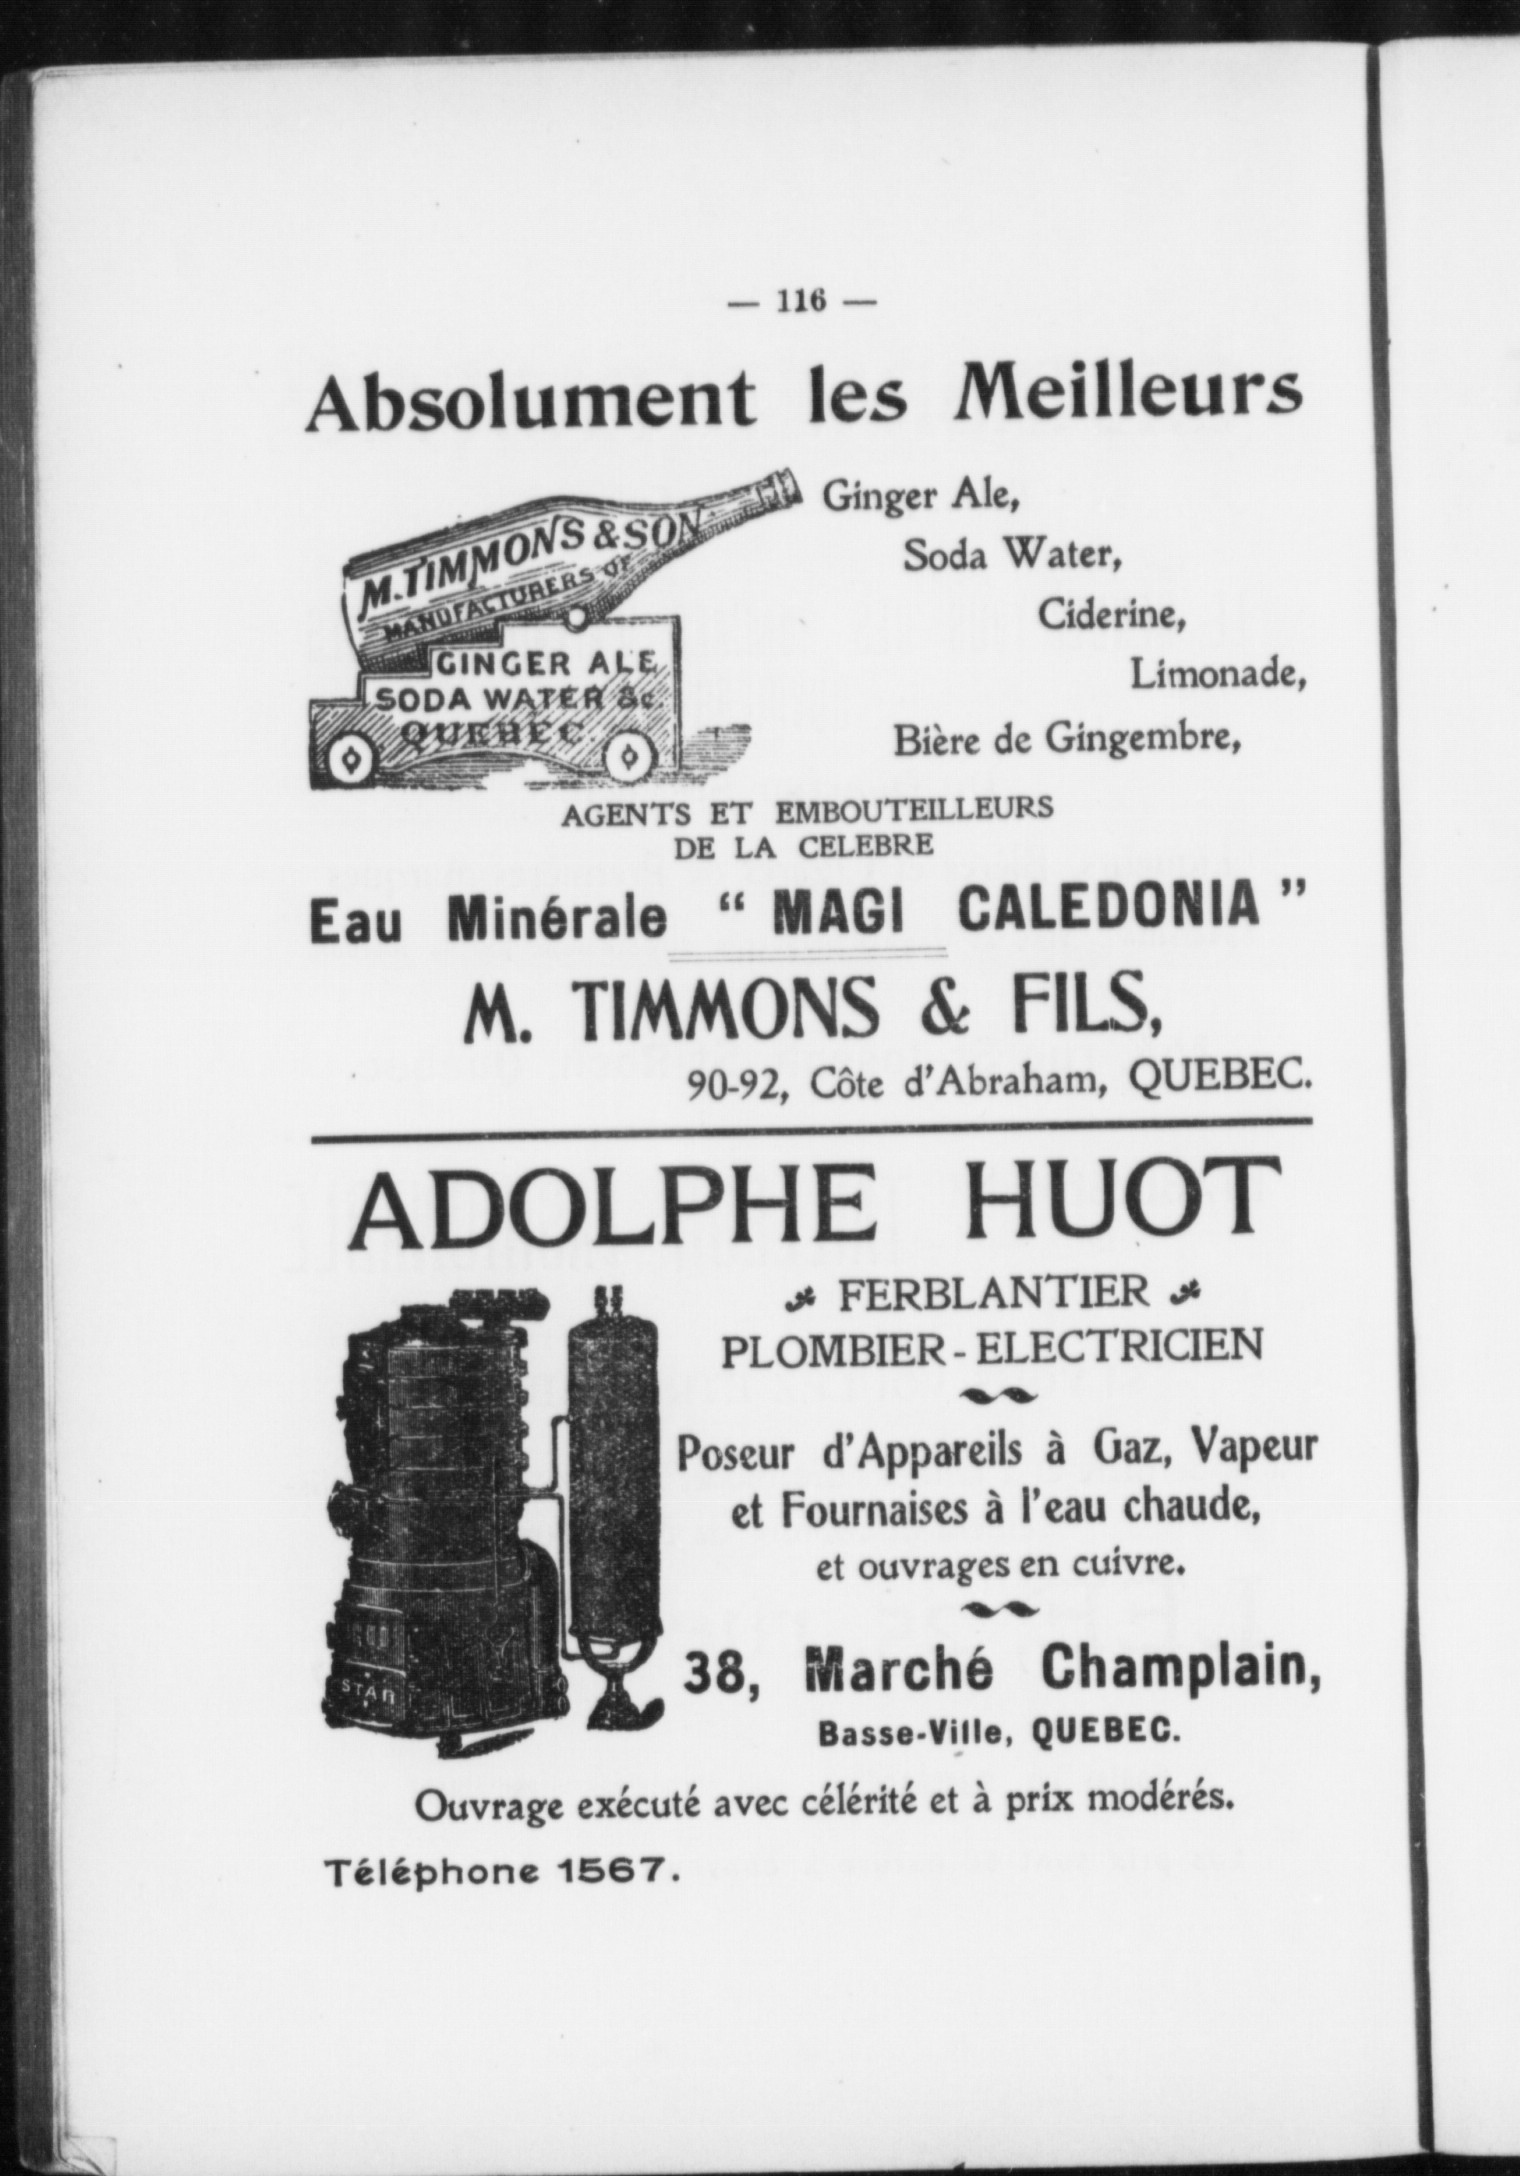 — 116 —
Absolument les Meilleurs
M. TIMMONS & SON
MANUFACTURERS OF
GINGER ALE
SODA WATER &c.
QUEBEC.
Ginger Ale,
Soda Water,
Ciderine,
Limonade,
Bière de Gingembre,
AGENTS ET EMBOUTEILLEURS
DE LA CELEBRE
Eau Minérale “ MAGI CALEDONIA ”
M. TIMMONS & FILS,
90-92, Côte d’Abraham, QUEBEC.
ADOLPHE HUOT
FERBLANTIER
PLOMBIER - ELECTRICIEN
Poseur d’Appareils à Gaz, Vapeur
et Fournaises à l’eau chaude,
et ouvrages en cuivre.
STAR
38, Marché Champlain,
Basse-Ville, QUEBEC.
Ouvrage exécuté avec célérité et à prix modérés.
Téléphone 1567.